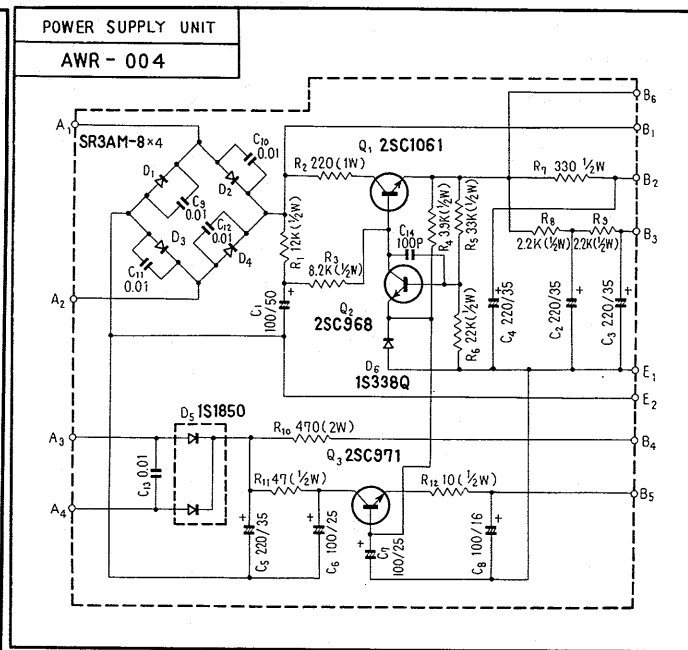 POWER SUPPLY UNIT
AWR-004
A₁
SR3AM-8×4
D₁
C₉
0.01
C₁₀
0.01
D₂
D₃
C₁₁
0.01
C₁₂
0.01
D₄
A₂
R₁ 12K(½W)
C₁
100/50
R₂ 220(1W)
Q₁ 2SC1061
R₃
8.2K(½W)
C₁₄
100P
Q₂
2SC968
D₆
1S338Q
R₄ 3.9K(½W)
R₅ 33K(½W)
R₆ 22K(½W)
R₇ 330 ½W
R₈
2.2K(½W)
R₉
2.2K(½W)
C₄ 220/35
C₂ 220/35
C₃ 220/35
B₆
B₁
B₂
B₃
E₁
E₂
B₄
B₅
A₃
A₄
C₁₃ 0.01
D₅ 1S1850
R₁₀ 470(2W)
R₁₁ 47(½W)
Q₃ 2SC971
R₁₂ 10(½W)
C₅ 220/35
C₆ 100/25
C₇
100/25
C₈ 100/16